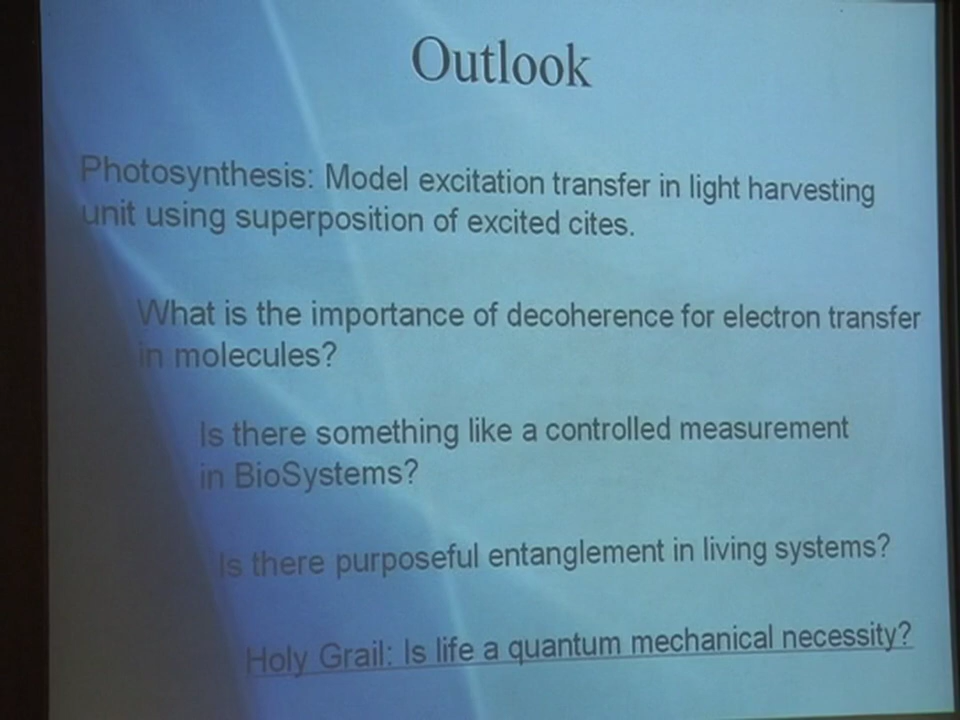 Outlook
Photosynthesis: Model excitation transfer in light harvesting
unit using superposition of excited cites.
What is the importance of decoherence for electron transfer
in molecules?
Is there something like a controlled measurement
in BioSystems?
Is there purposeful entanglement in living systems?
Holy Grail: Is life a quantum mechanical necessity?